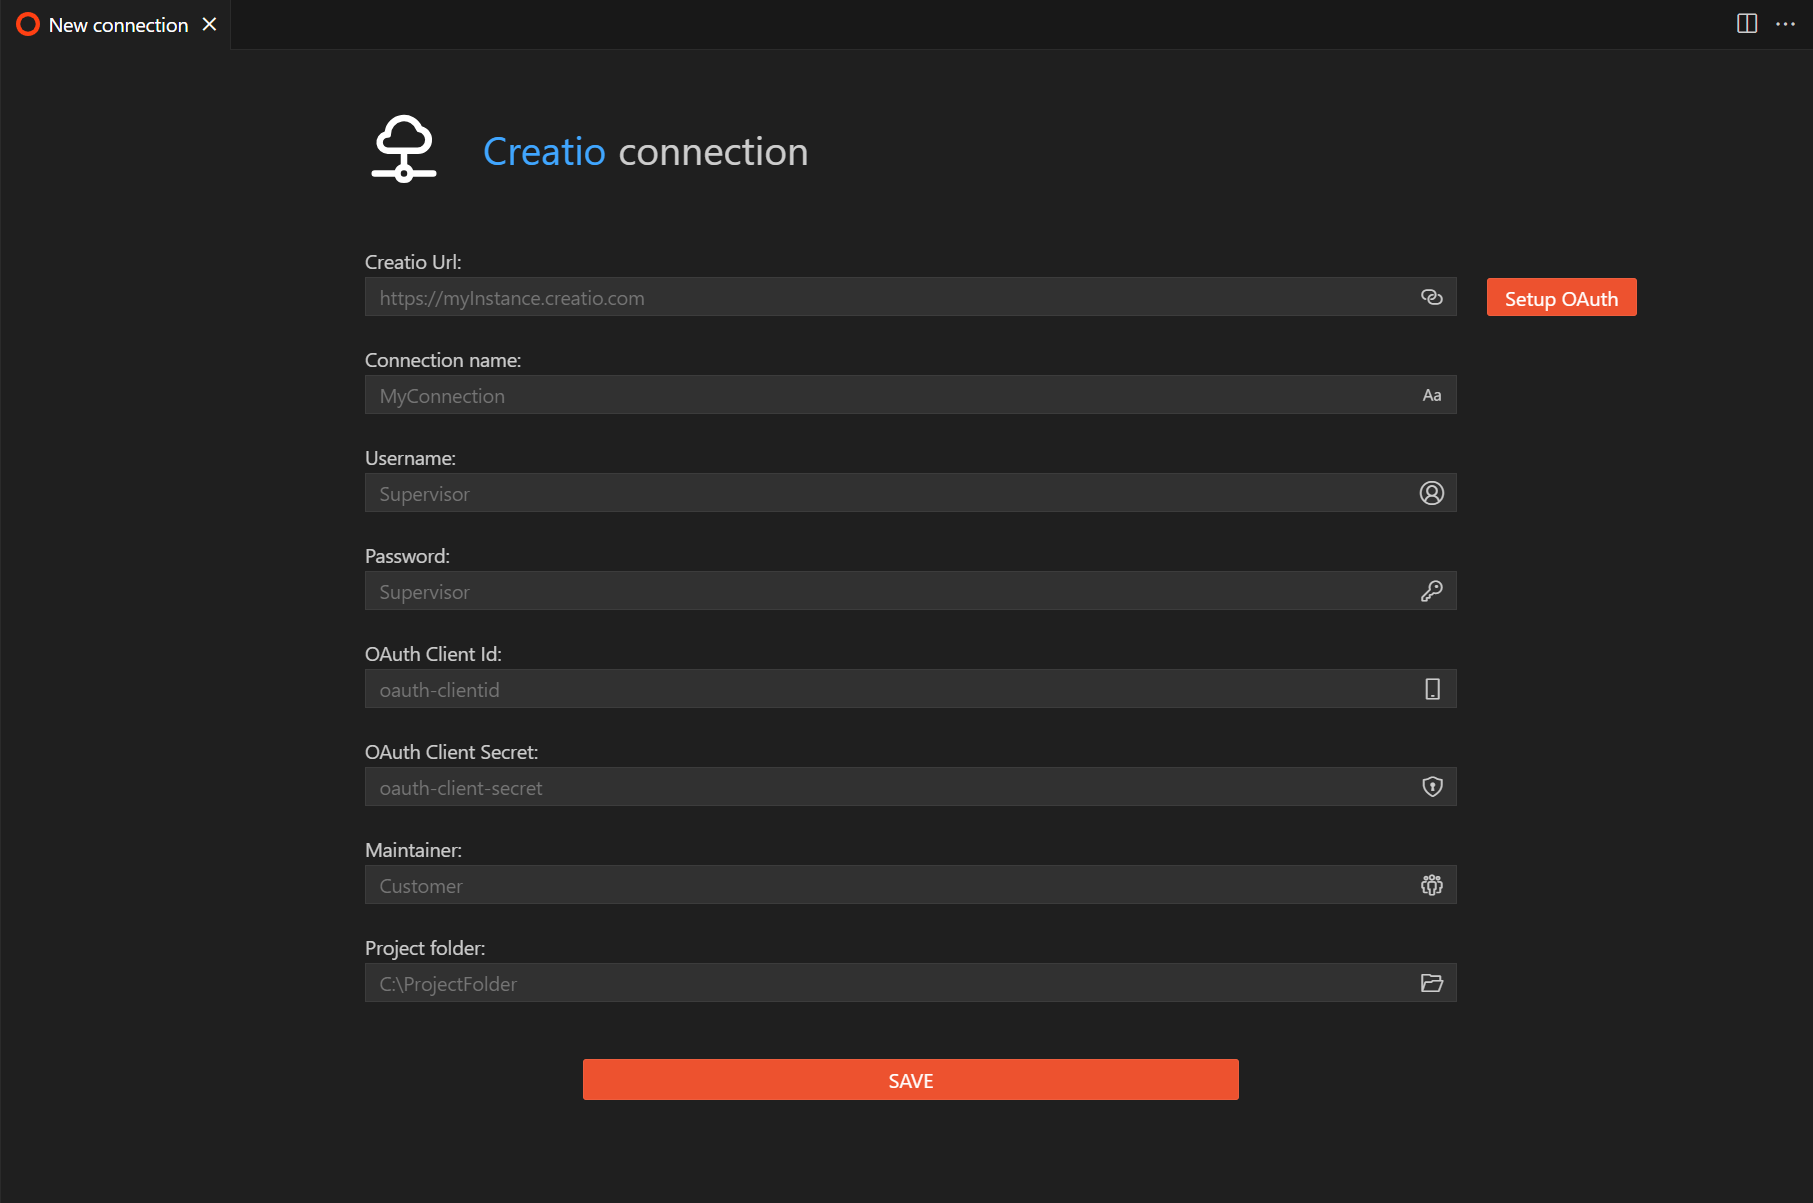 New connection
Creatio connection
Creatio Url:
https://myInstance.creatio.com
Setup OAuth
Connection name:
MyConnection
Aa
Username:
Supervisor
Password:
Supervisor
OAuth Client Id:
oauth-clientid
OAuth Client Secret:
oauth-client-secret
Maintainer:
Customer
Project folder:
C:\ProjectFolder
SAVE